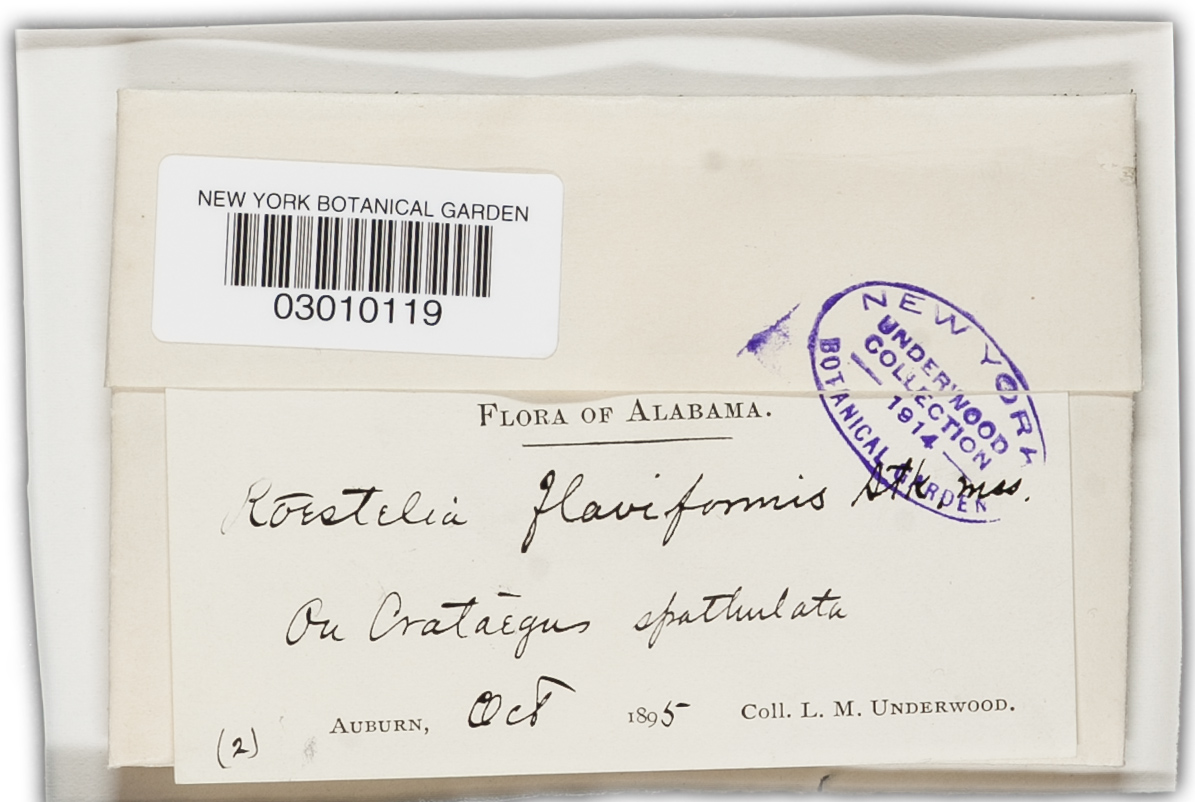 NEW YORK BOTANICAL GARDEN
03010119
NEW YORK
UNDERWOOD
COLLECTION
1914
BOTANICAL GARDEN
FLORA OF ALABAMA.
Roestelia flaviformis Atk. mss.
On Crataegus spathulata
AUBURN, Oct 1895 Coll. L. M. UNDERWOOD.
(2)